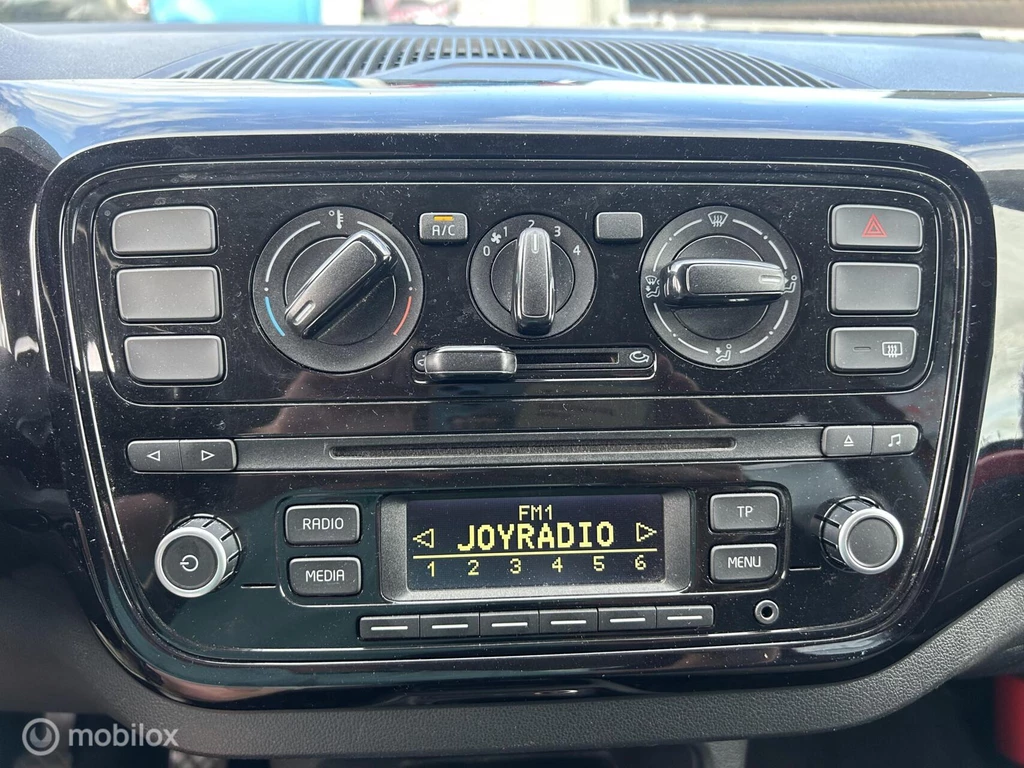 A/C
0 1 2 3 4
RADIO
MEDIA
FM1
JOYRADIO
1 2 3 4 5 6
TP
MENU
mobilox